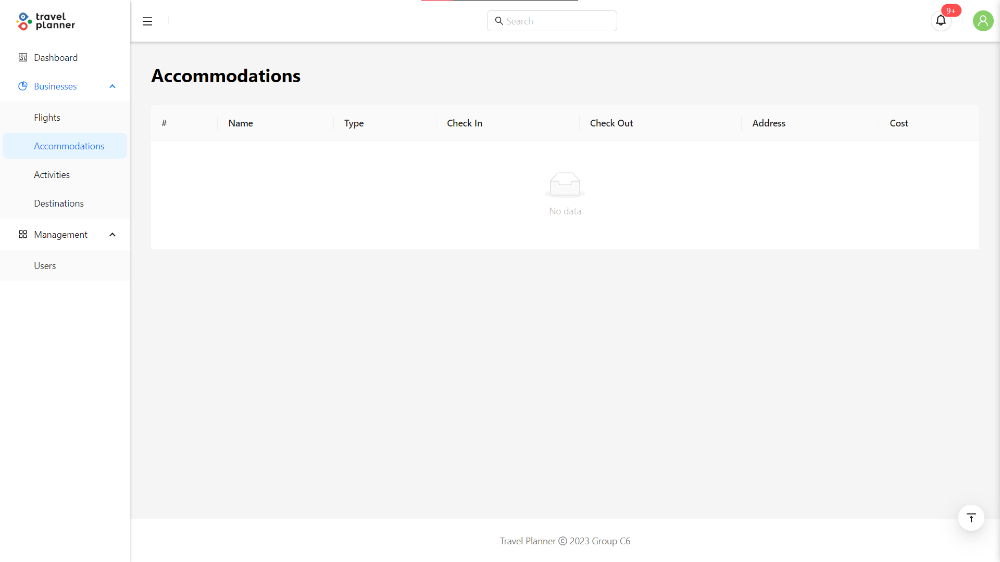 travel
planner
Search
9+
Dashboard
Businesses
Flights
Accommodations
Activities
Destinations
Management
Users
Accommodations
# Name Type Check In Check Out Address Cost
No data
Travel Planner © 2023 Group C6